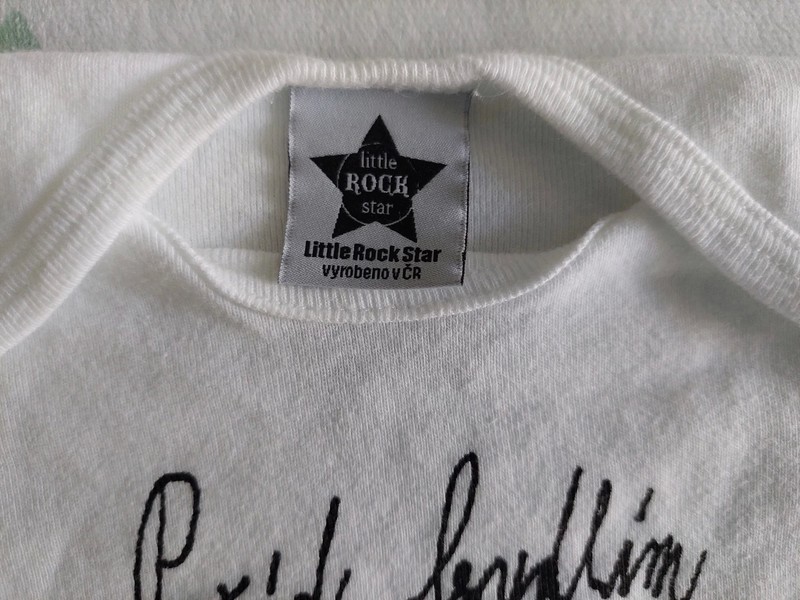 little
ROCK
star
Little Rock Star
vyrobeno v ČR